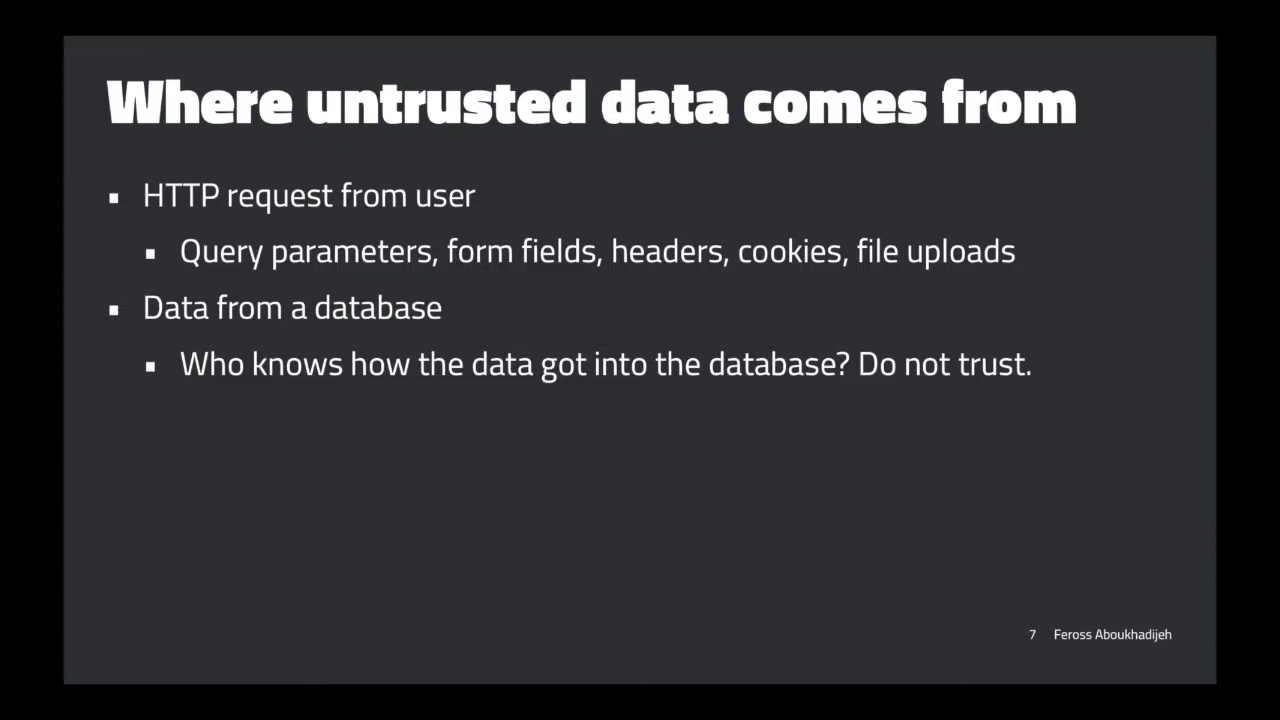 Where untrusted data comes from
▪ HTTP request from user
▪ Query parameters, form fields, headers, cookies, file uploads
▪ Data from a database
▪ Who knows how the data got into the database? Do not trust.
7 Feross Aboukhadijeh